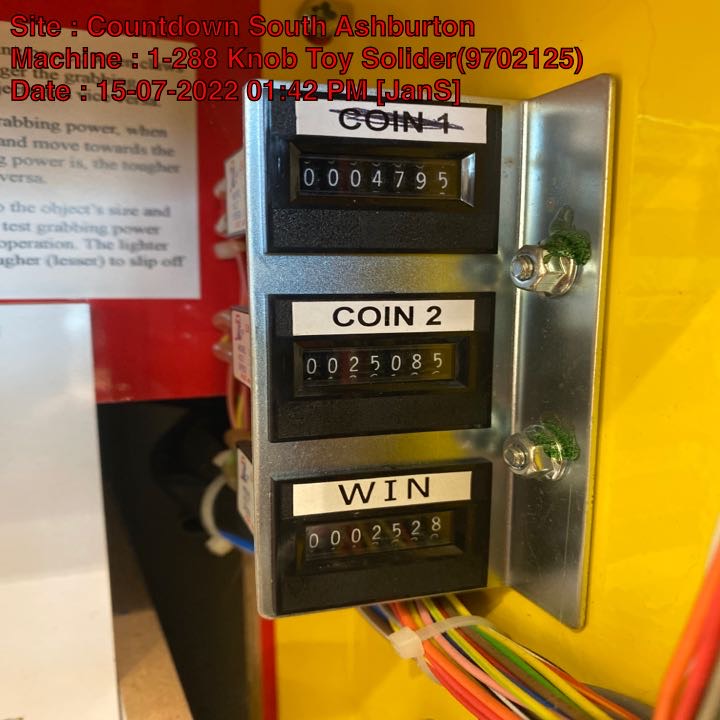 Site : Countdown South Ashburton
Machine : 1-288 Knob Toy Solider(9702125)
Date : 15-07-2022 01:42 PM [JanS]
grabbing power, when
and move towards the
power is, the tougher
versa.
the object's size and
test grabbing power
operation. The lighter
(lesser) to slip off
COIN 1
0004795
COIN 2
0025085
WIN
0002528